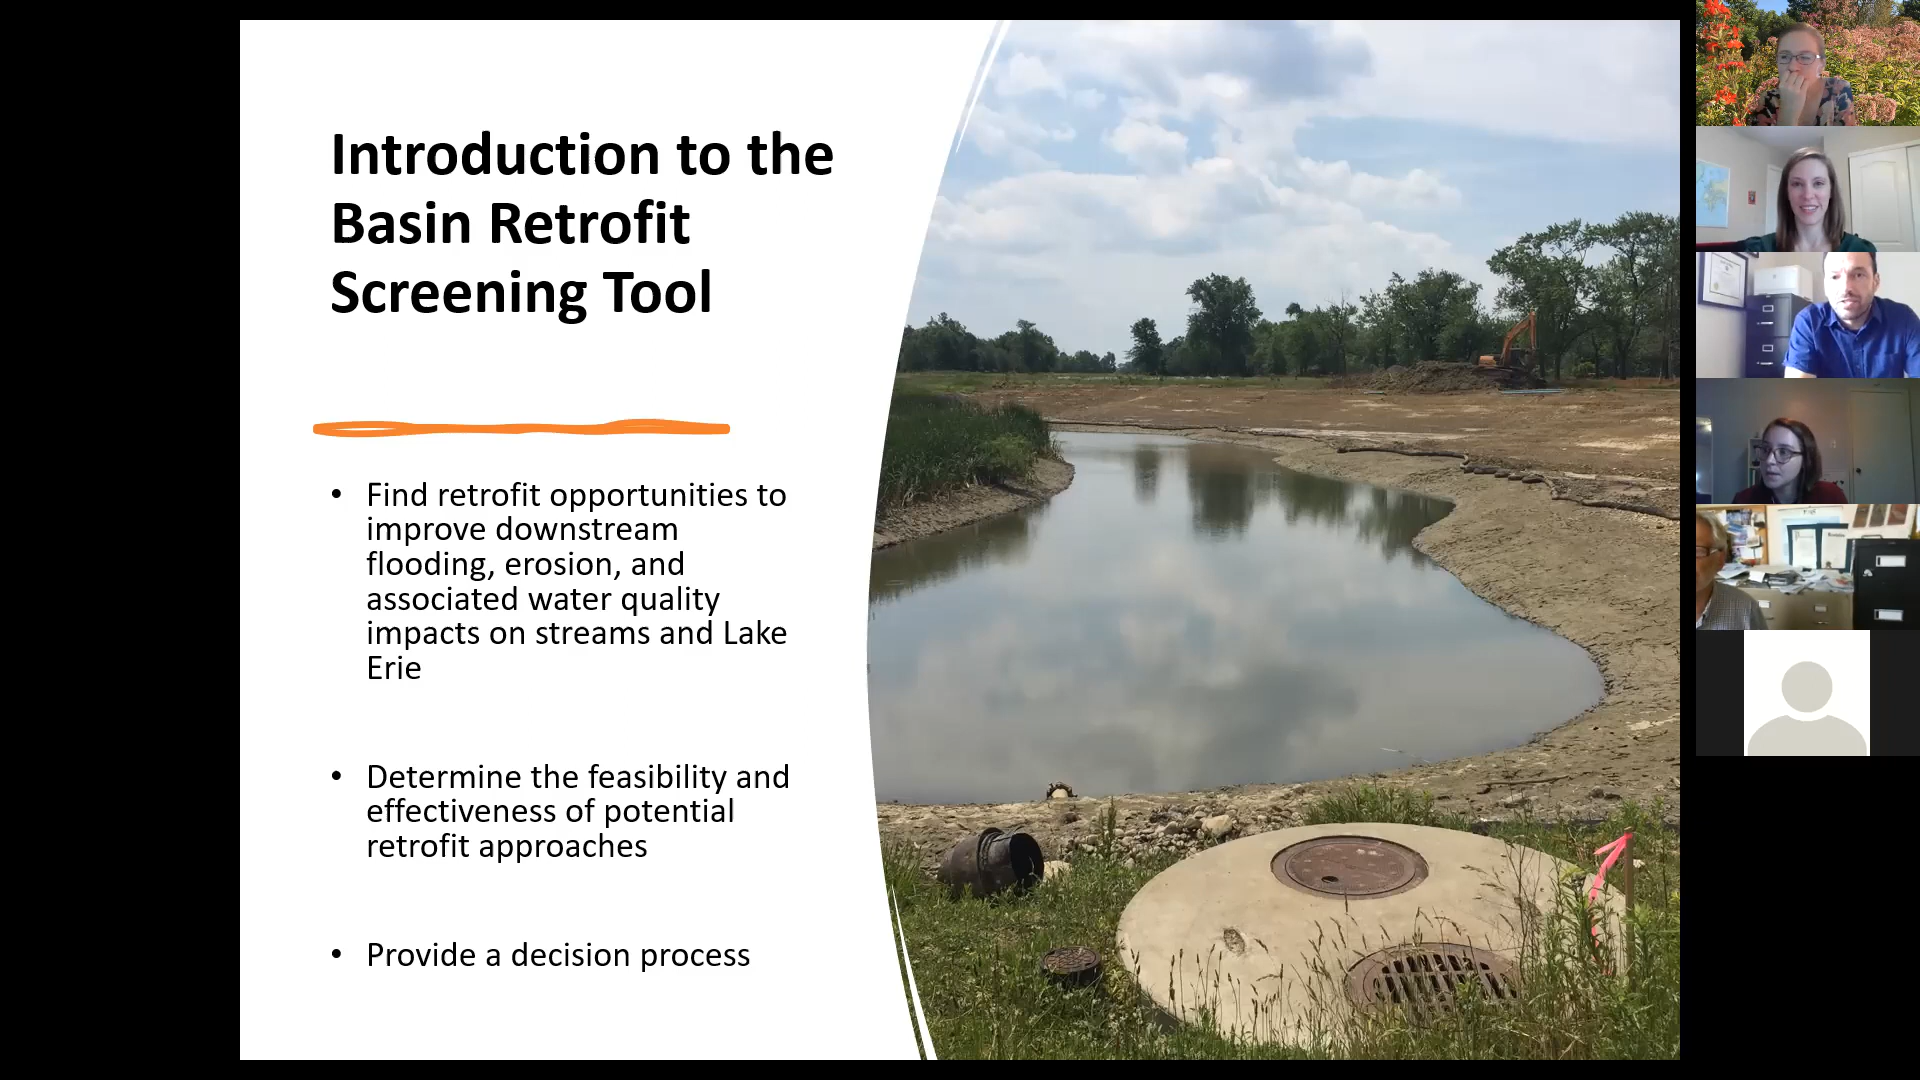 Introduction to the
Basin Retrofit
Screening Tool
• Find retrofit opportunities to
improve downstream
flooding, erosion, and
associated water quality
impacts on streams and Lake
Erie
• Determine the feasibility and
effectiveness of potential
retrofit approaches
• Provide a decision process